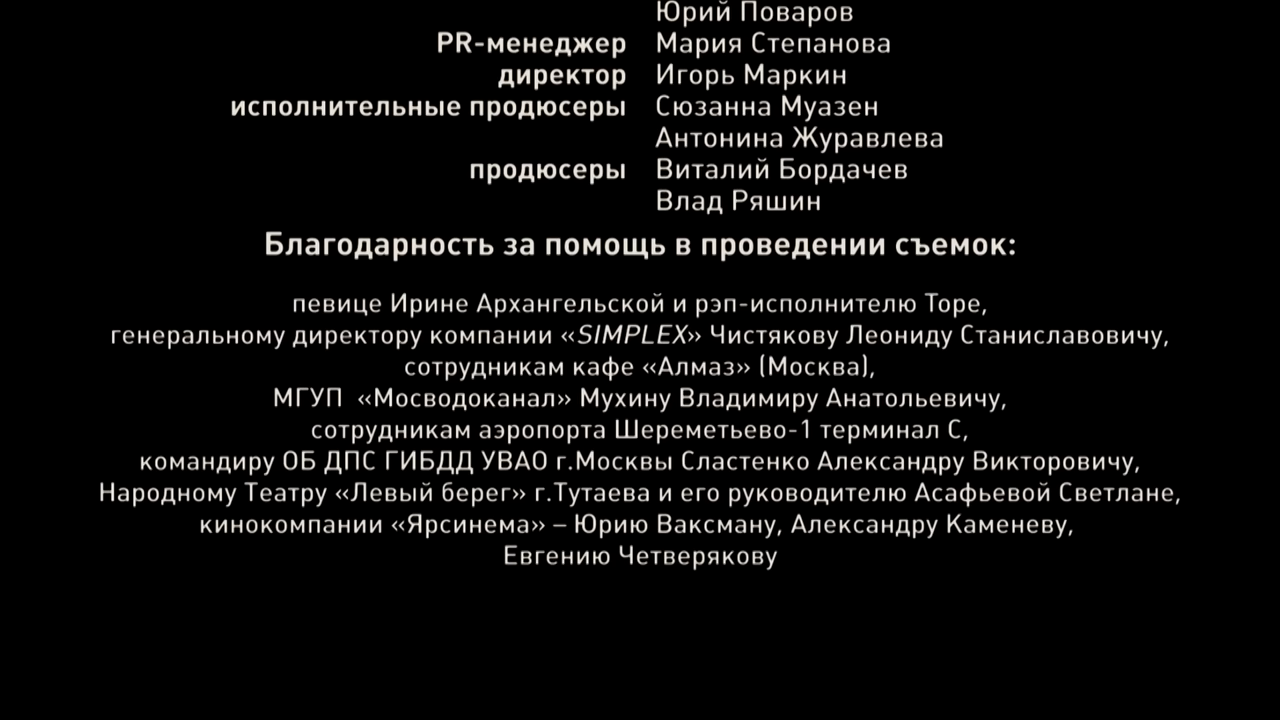 Юрий Поваров
PR-менеджер Мария Степанова
директор Игорь Маркин
исполнительные продюсеры Сюзанна Муазен
Антонина Журавлева
продюсеры Виталий Бордачев
Влад Ряшин
Благодарность за помощь в проведении съемок:
певице Ирине Архангельской и рэп-исполнителю Торе,
генеральному директору компании «SIMPLEX» Чистякову Леониду Станиславовичу,
сотрудникам кафе «Алмаз» (Москва),
МГУП «Мосводоканал» Мухину Владимиру Анатольевичу,
сотрудникам аэропорта Шереметьево-1 терминал С,
командиру ОБ ДПС ГИБДД УВАО г.Москвы Сластенко Александру Викторовичу,
Народному Театру «Левый берег» г.Тутаева и его руководителю Асафьевой Светлане,
кинокомпании «Ярсинема» – Юрию Ваксману, Александру Каменеву,
Евгению Четверякову